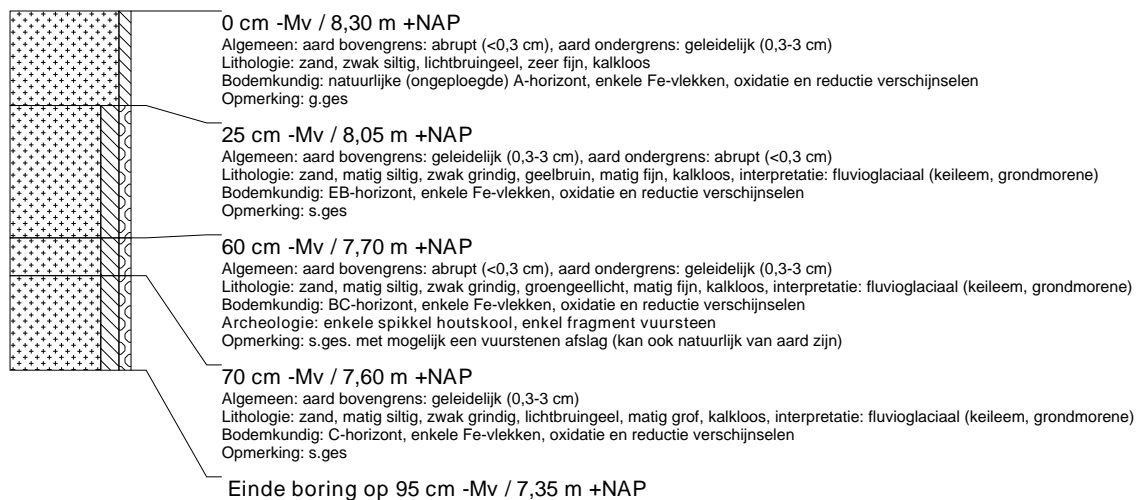 0 cm -Mv / 8,30 m +NAP
Algemeen: aard bovengrens: abrupt (<0,3 cm), aard ondergrens: geleidelijk (0,3-3 cm)
Lithologie: zand, zwak siltig, lichtbruingeel, zeer fijn, kalkloos
Bodemkundig: natuurlijke (ongeploegde) A-horizont, enkele Fe-vlekken, oxidatie en reductie verschijnselen
Opmerking: g.ges
25 cm -Mv / 8,05 m +NAP
Algemeen: aard bovengrens: geleidelijk (0,3-3 cm), aard ondergrens: abrupt (<0,3 cm)
Lithologie: zand, matig siltig, zwak grindig, geelbruin, matig fijn, kalkloos, interpretatie: fluvioglaciaal (keileem, grondmorene)
Bodemkundig: EB-horizont, enkele Fe-vlekken, oxidatie en reductie verschijnselen
Opmerking: s.ges
60 cm -Mv / 7,70 m +NAP
Algemeen: aard bovengrens: abrupt (<0,3 cm), aard ondergrens: geleidelijk (0,3-3 cm)
Lithologie: zand, matig siltig, zwak grindig, groengeellicht, matig fijn, kalkloos, interpretatie: fluvioglaciaal (keileem, grondmorene)
Bodemkundig: BC-horizont, enkele Fe-vlekken, oxidatie en reductie verschijnselen
Archeologie: enkele spikkel houtskool, enkel fragment vuursteen
Opmerking: s.ges. met mogelijk een vuurstenen afslag (kan ook natuurlijk van aard zijn)
70 cm -Mv / 7,60 m +NAP
Algemeen: aard bovengrens: geleidelijk (0,3-3 cm)
Lithologie: zand, matig siltig, zwak grindig, lichtbruingeel, matig grof, kalkloos, interpretatie: fluvioglaciaal (keileem, grondmorene)
Bodemkundig: C-horizont, enkele Fe-vlekken, oxidatie en reductie verschijnselen
Opmerking: s.ges
Einde boring op 95 cm -Mv / 7,35 m +NAP